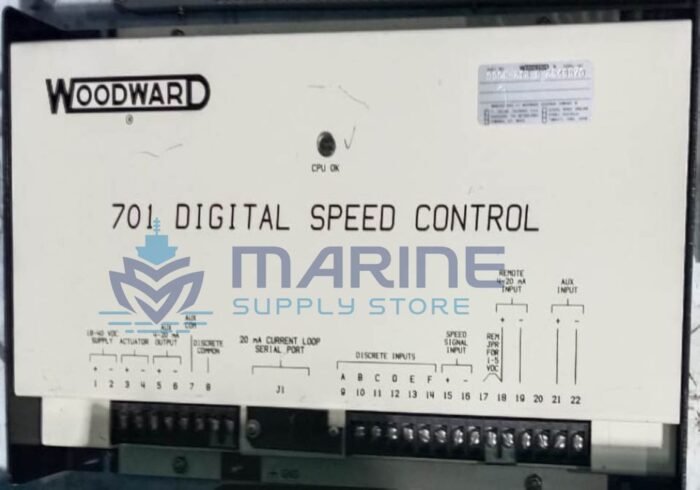 WOODWARD
®
CPU OK
701 DIGITAL SPEED CONTROL
MARINE
SUPPLY STORE
18-40 VDC
SUPPLY
ACTUATOR
AUX
4-20 mA
OUTPUT
AUX
COM
DISCRETE
COMMON
20 mA CURRENT LOOP
SERIAL PORT
DISCRETE INPUTS
SPEED
SIGNAL
INPUT
REM
JPR
FOR
1-5
VDC
REMOTE
4-20 mA
INPUT
AUX
INPUT
+ - + - + - A B C D E F + - + - + -
1 2 3 4 5 6 7 8 J1 9 10 11 12 13 14 15 16 17 18 19 20 21 22
GND